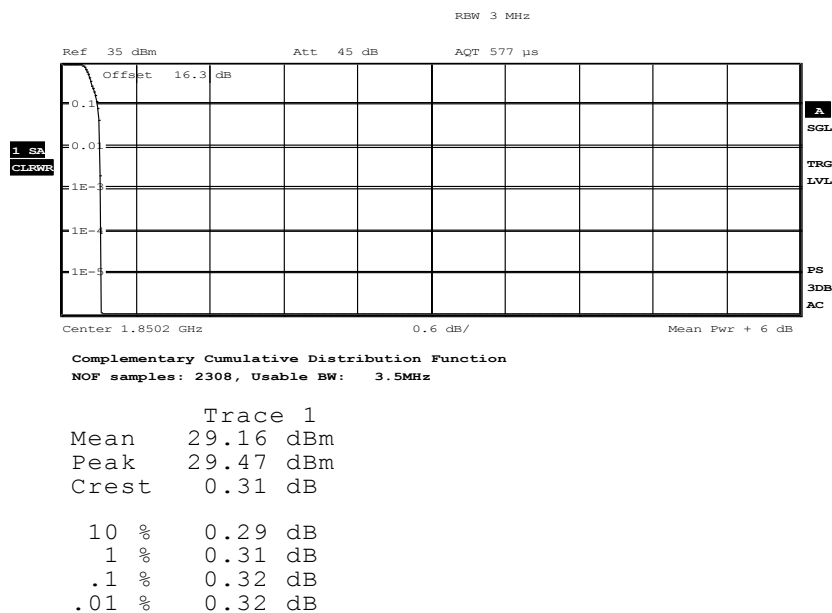 RBW 3 MHz
Ref 35 dBm Att 45 dB AQT 577 µs
Offset 16.3 dB
0.1
A
SGL
0.01
1 SA
CLRWR
TRG
LVL
1E-3
1E-4
1E-5
PS
3DB
AC
Center 1.8502 GHz 0.6 dB/ Mean Pwr + 6 dB
Complementary Cumulative Distribution Function
NOF samples: 2308, Usable BW: 3.5MHz
Trace 1
Mean 29.16 dBm
Peak 29.47 dBm
Crest 0.31 dB
10 % 0.29 dB
1 % 0.31 dB
.1 % 0.32 dB
.01 % 0.32 dB